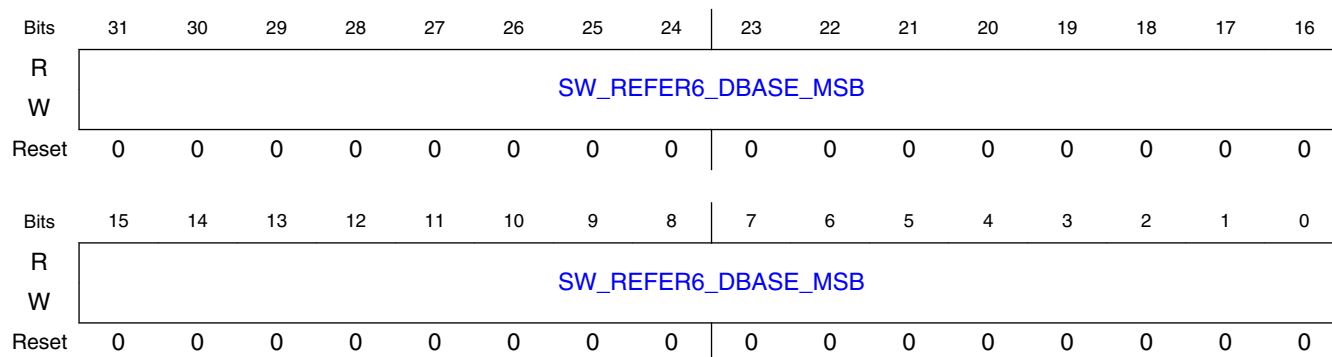 Bits 31 30 29 28 27 26 25 24 23 22 21 20 19 18 17 16
R
SW_REFER6_DBASE_MSB
W
Reset 0 0 0 0 0 0 0 0 0 0 0 0 0 0 0 0
Bits 15 14 13 12 11 10 9 8 7 6 5 4 3 2 1 0
R
SW_REFER6_DBASE_MSB
W
Reset 0 0 0 0 0 0 0 0 0 0 0 0 0 0 0 0